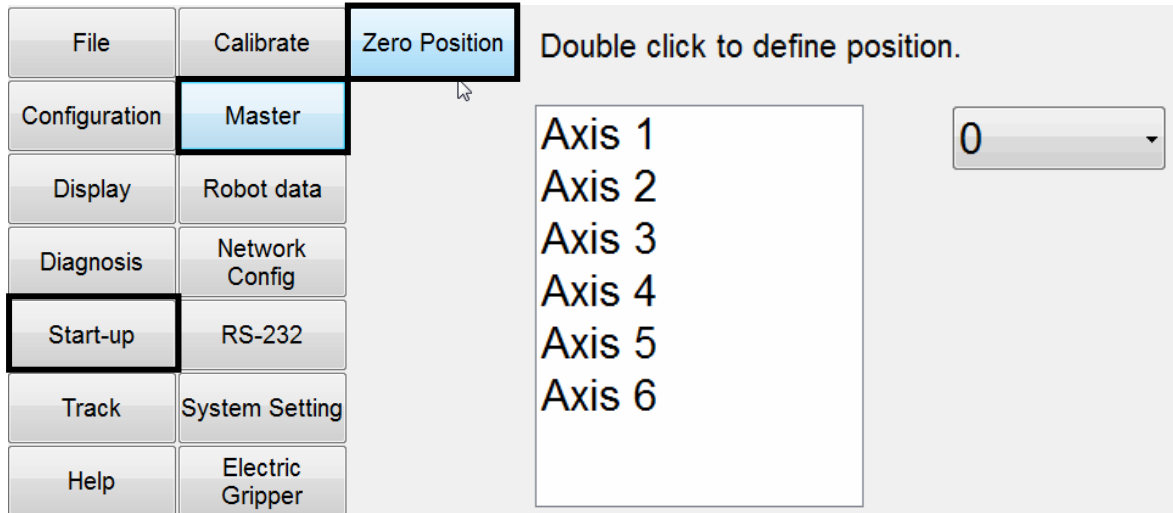 File
Calibrate
Zero Position
Double click to define position.
Configuration
Master
Axis 1
0
Axis 2
Display
Robot data
Axis 3
Diagnosis
Network
Config
Axis 4
Start-up
RS-232
Axis 5
Axis 6
Track
System Setting
Help
Electric
Gripper